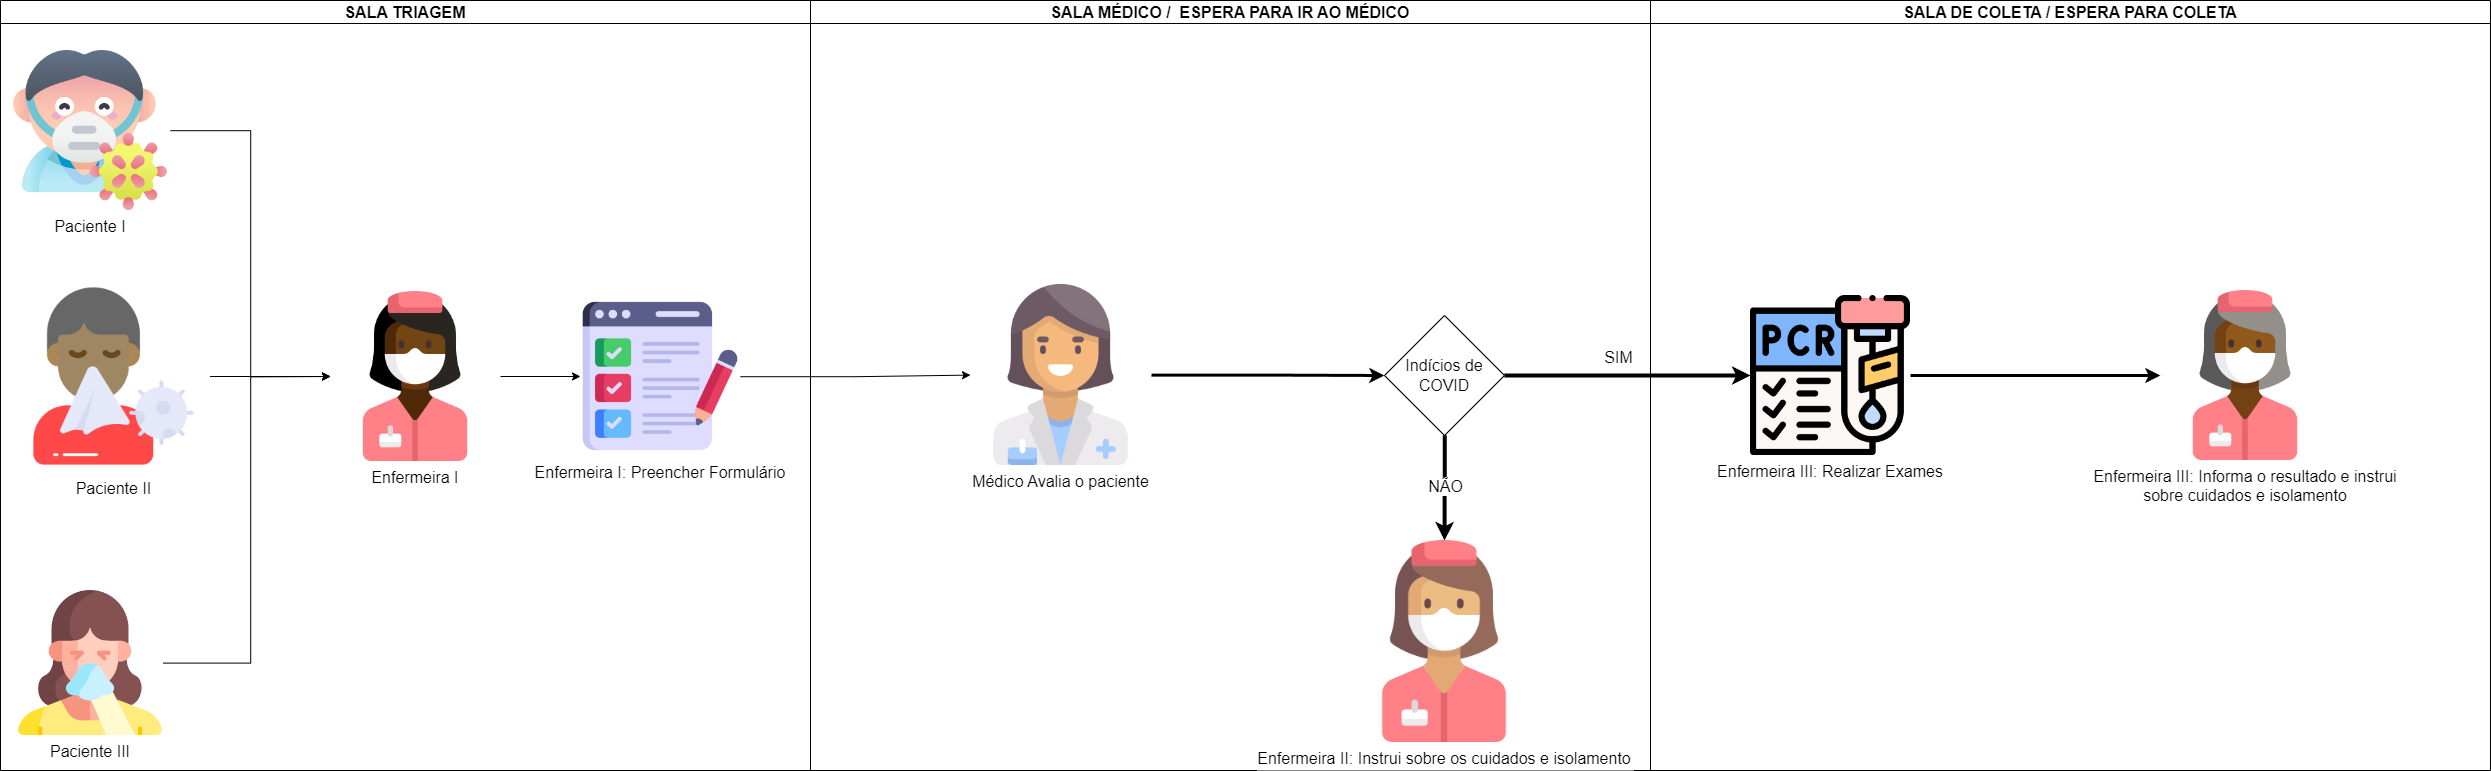 SALA TRIAGEM
SALA MÉDICO /  ESPERA PARA IR AO MÉDICO
SALA DE COLETA / ESPERA PARA COLETA
Paciente I
Paciente II
Paciente III
Enfermeira I
Enfermeira I: Preencher Formulário
Médico Avalia o paciente
Indícios de
COVID
SIM
NÃO
Enfermeira II: Instrui sobre os cuidados e isolamento
PCR
Enfermeira III: Realizar Exames
Enfermeira III: Informa o resultado e instrui
sobre cuidados e isolamento